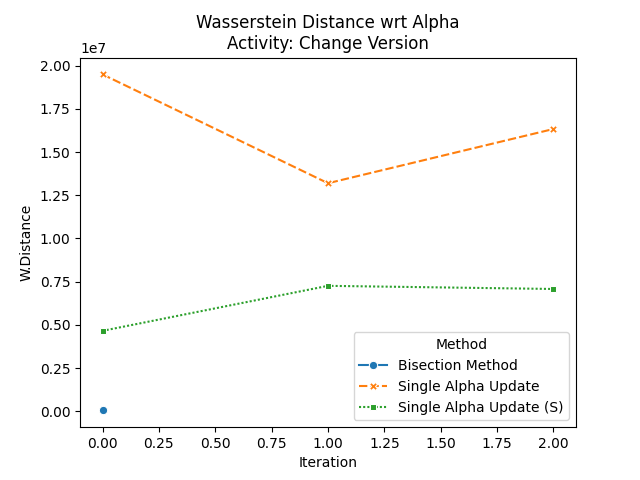 Wasserstein Distance wrt Alpha
Activity: Change Version
1e7
2.00
1.75
1.50
1.25
1.00
0.75
0.50
0.25
0.00
W.Distance
0.00 0.25 0.50 0.75 1.00 1.25 1.50 1.75 2.00
Iteration
Method
Bisection Method
Single Alpha Update
Single Alpha Update (S)